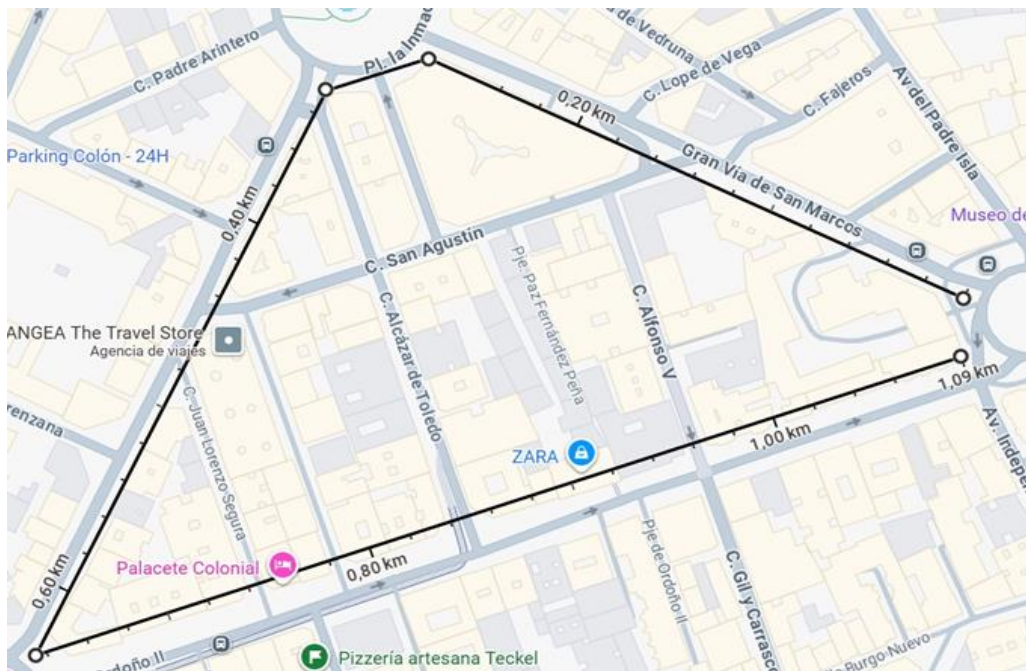 C. Padre Arintero
Pl. la Inmac
de Vedruna
C. Lope de Vega
C. Fajeros
Av del Padre Isla
0,20 km
Parking Colón - 24H
Gran Vía de San Marcos
0,40 km
Museo de
C. San Agustín
Pje. Paz Fernández Peña
C. Alfonso V
ANGEA The Travel Store
Agencia de viajes
C. Alcázar de Toledo
C. Juan Lorenzo Segura
renzana
1,09 km
Av. Indepen
1,00 km
ZARA
0,60 km
Palacete Colonial
0,80 km
Pje de Ordoño II
C. Gil y Carrasco
rdoño II
Pizzería artesana Teckel
Burgo Nuevo